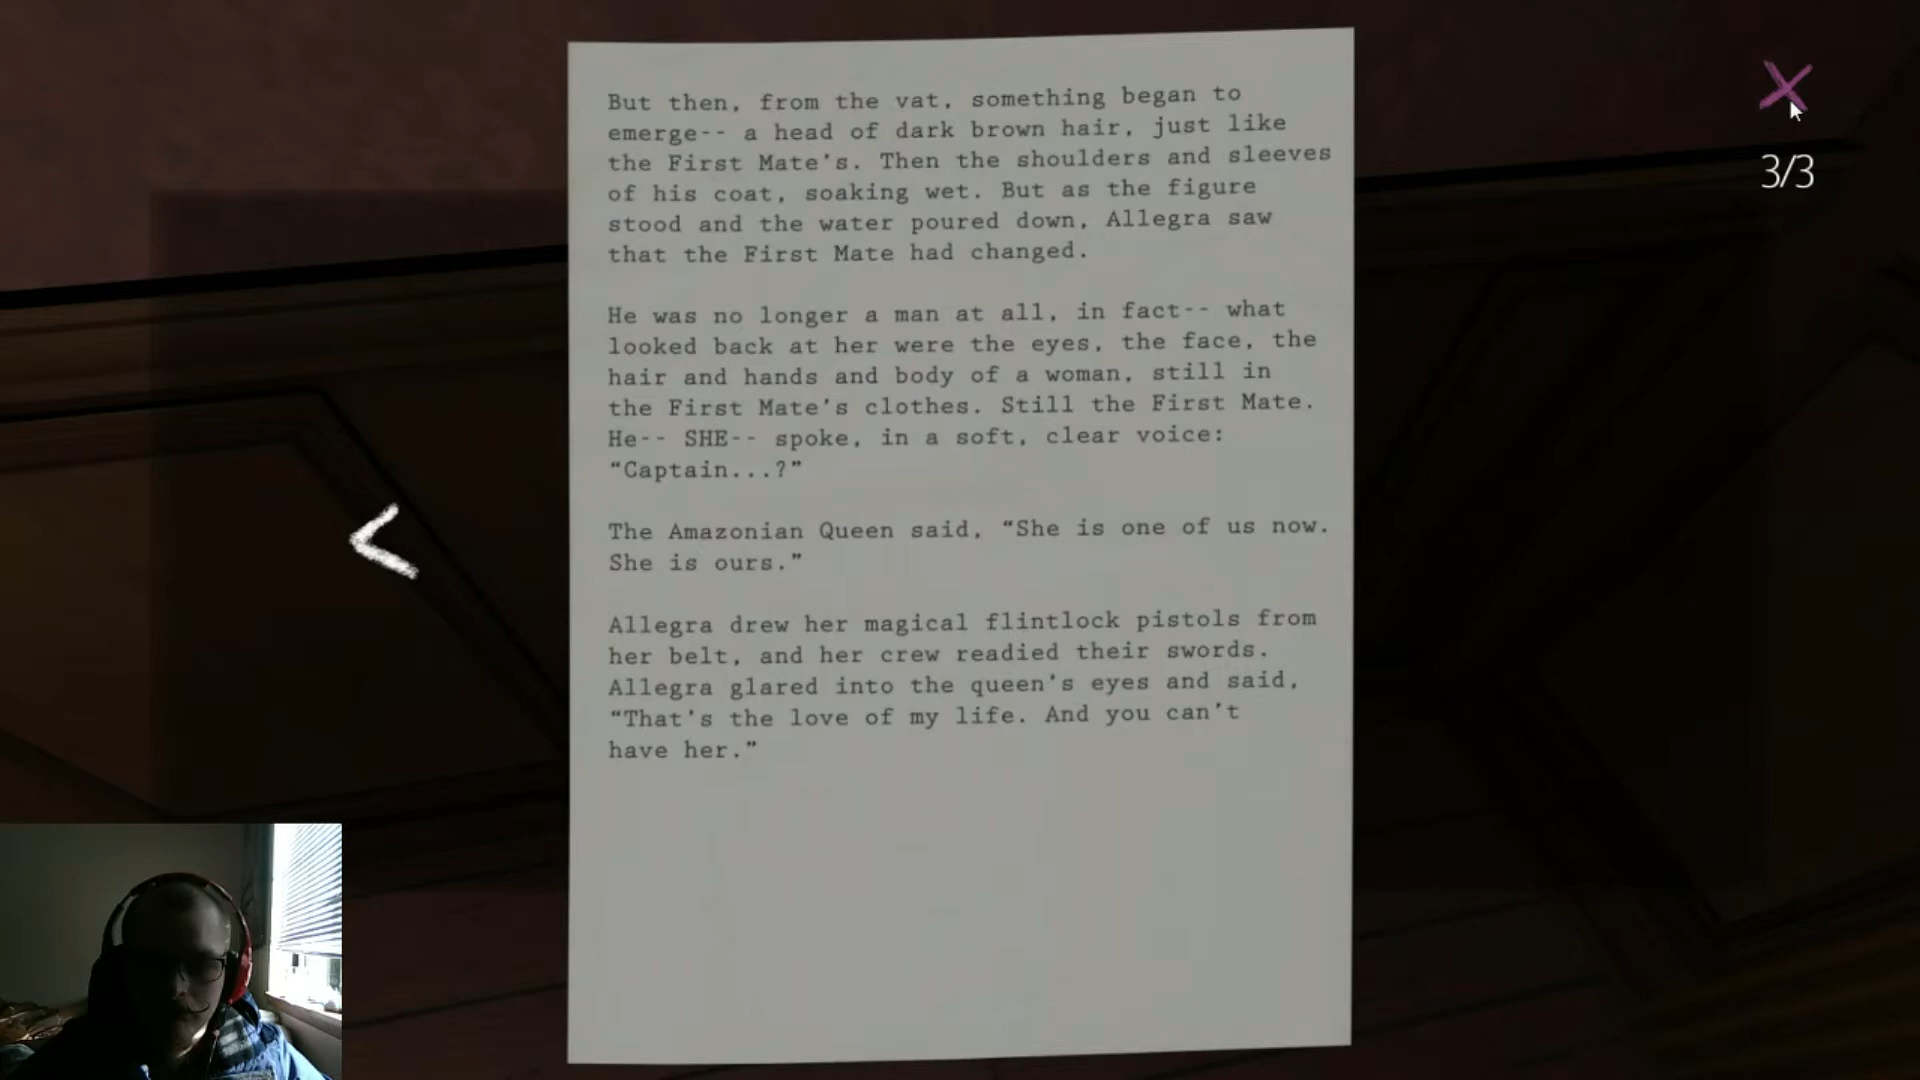 But then, from the vat, something began to
emerge-- a head of dark brown hair, just like
the First Mate's. Then the shoulders and sleeves
of his coat, soaking wet. But as the figure
stood and the water poured down, Allegra saw
that the First Mate had changed.
He was no longer a man at all, in fact-- what
looked back at her were the eyes, the face, the
hair and hands and body of a woman, still in
the First Mate's clothes. Still the First Mate.
He-- SHE-- spoke, in a soft, clear voice:
“Captain...?”
The Amazonian Queen said, “She is one of us now.
She is ours.”
Allegra drew her magical flintlock pistols from
her belt, and her crew readied their swords.
Allegra glared into the queen's eyes and said,
“That's the love of my life. And you can't
have her.”
3/3